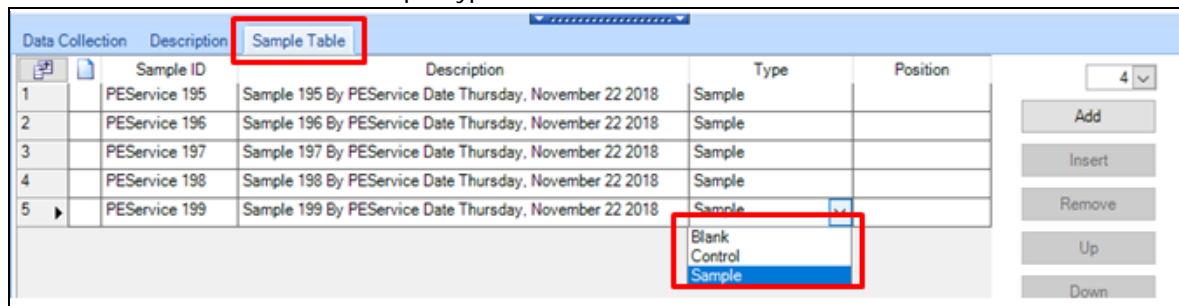 Data Collection Description Sample Table
Sample ID Description Type Position
4
1 PEService 195 Sample 195 By PEService Date Thursday, November 22 2018 Sample
Add
2 PEService 196 Sample 196 By PEService Date Thursday, November 22 2018 Sample
3 PEService 197 Sample 197 By PEService Date Thursday, November 22 2018 Sample
Insert
4 PEService 198 Sample 198 By PEService Date Thursday, November 22 2018 Sample
Remove
5 PEService 199 Sample 199 By PEService Date Thursday, November 22 2018 Sample
Blank
Control
Sample
Up
Down